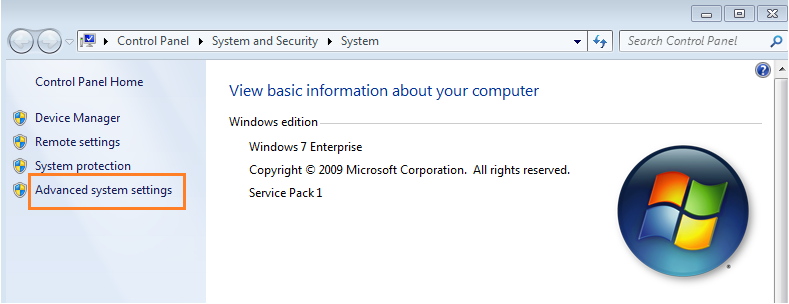 Control Panel System and Security System
Search Control Panel
Control Panel Home
Device Manager
Remote settings
System protection
Advanced system settings
View basic information about your computer
Windows edition
Windows 7 Enterprise
Copyright © 2009 Microsoft Corporation. All rights reserved.
Service Pack 1